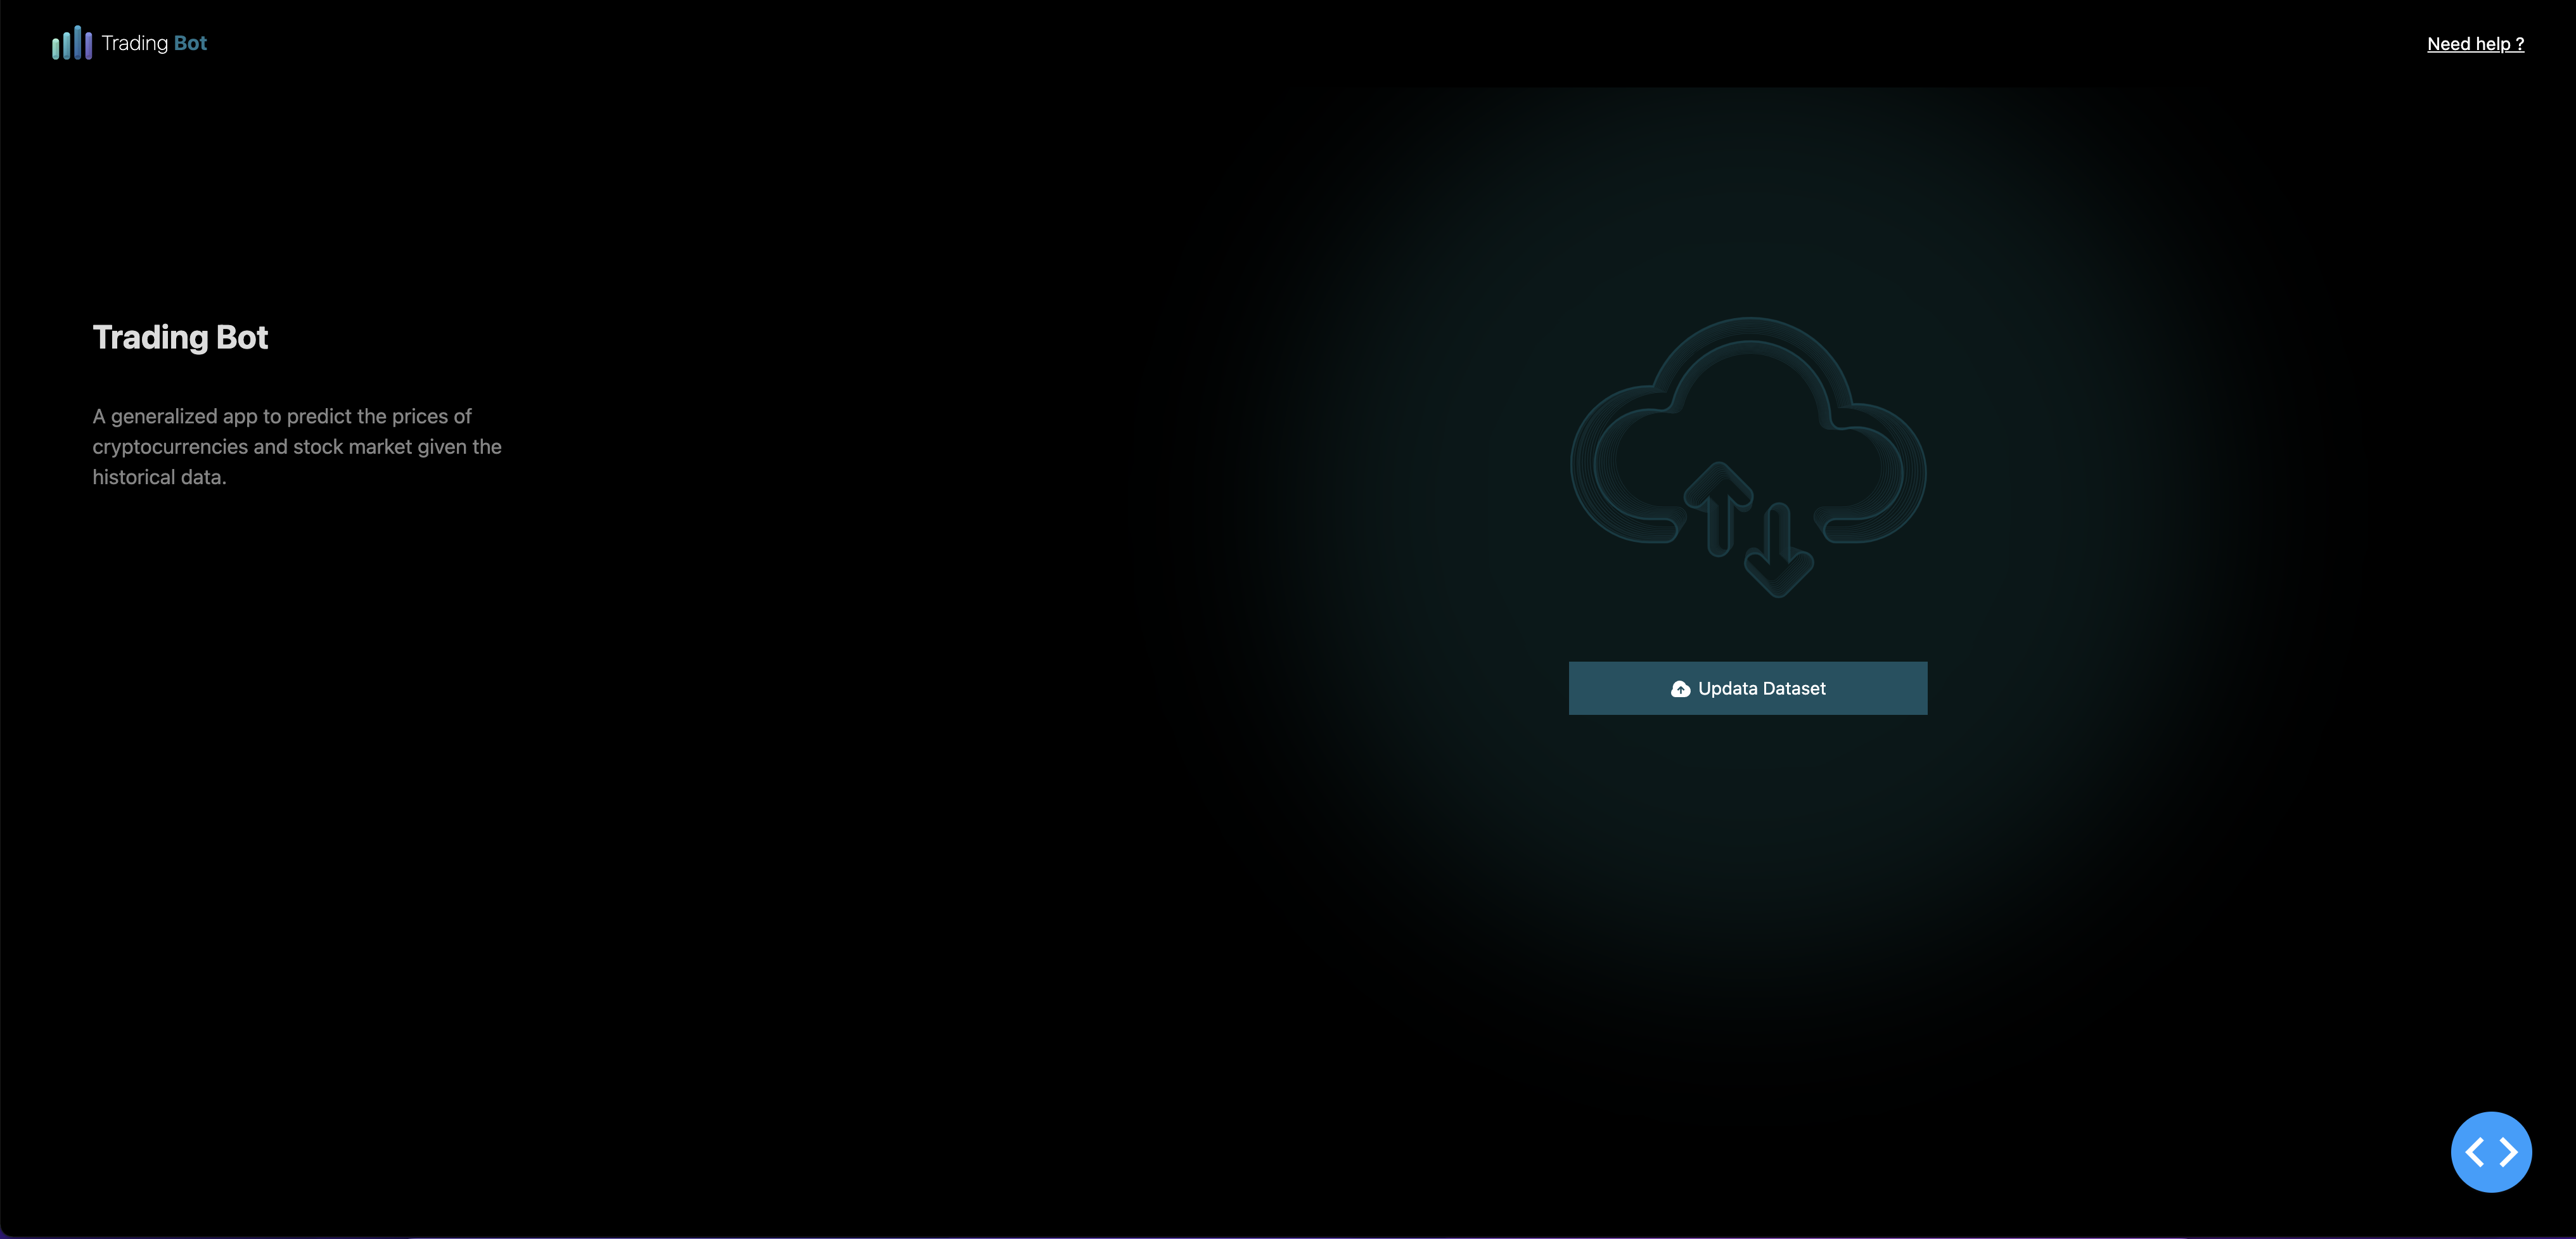 Trading Bot
Need help ?
Trading Bot
A generalized app to predict the prices of
cryptocurrencies and stock market given the
historical data.
Updata Dataset